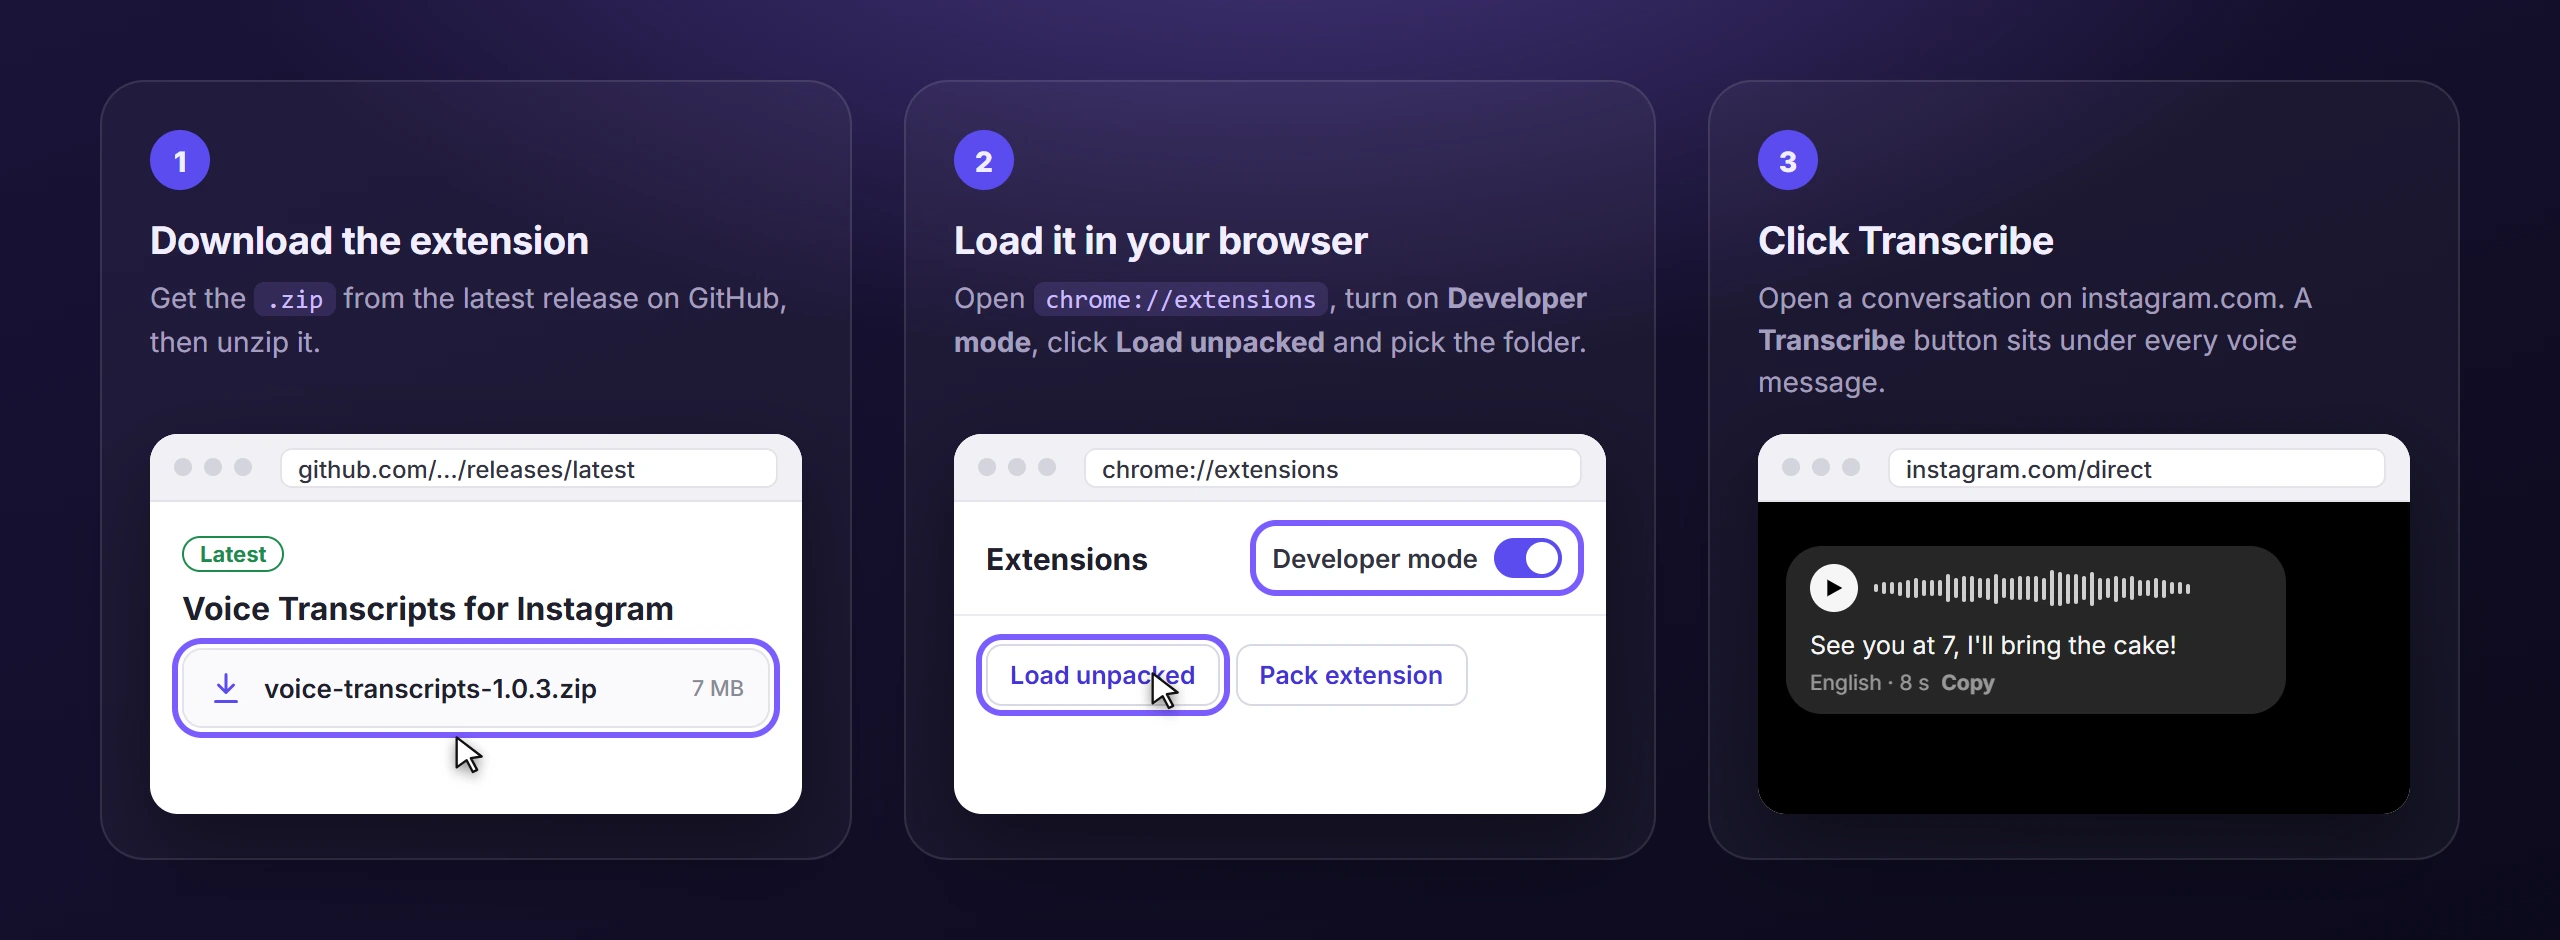 1
Download the extension
Get the .zip from the latest release on GitHub,
then unzip it.
github.com/.../releases/latest
Latest
Voice Transcripts for Instagram
voice-transcripts-1.0.3.zip 7 MB
2
Load it in your browser
Open chrome://extensions, turn on Developer
mode, click Load unpacked and pick the folder.
chrome://extensions
Extensions Developer mode
Load unpacked Pack extension
3
Click Transcribe
Open a conversation on instagram.com. A
Transcribe button sits under every voice
message.
instagram.com/direct
See you at 7, I'll bring the cake!
English · 8 s Copy